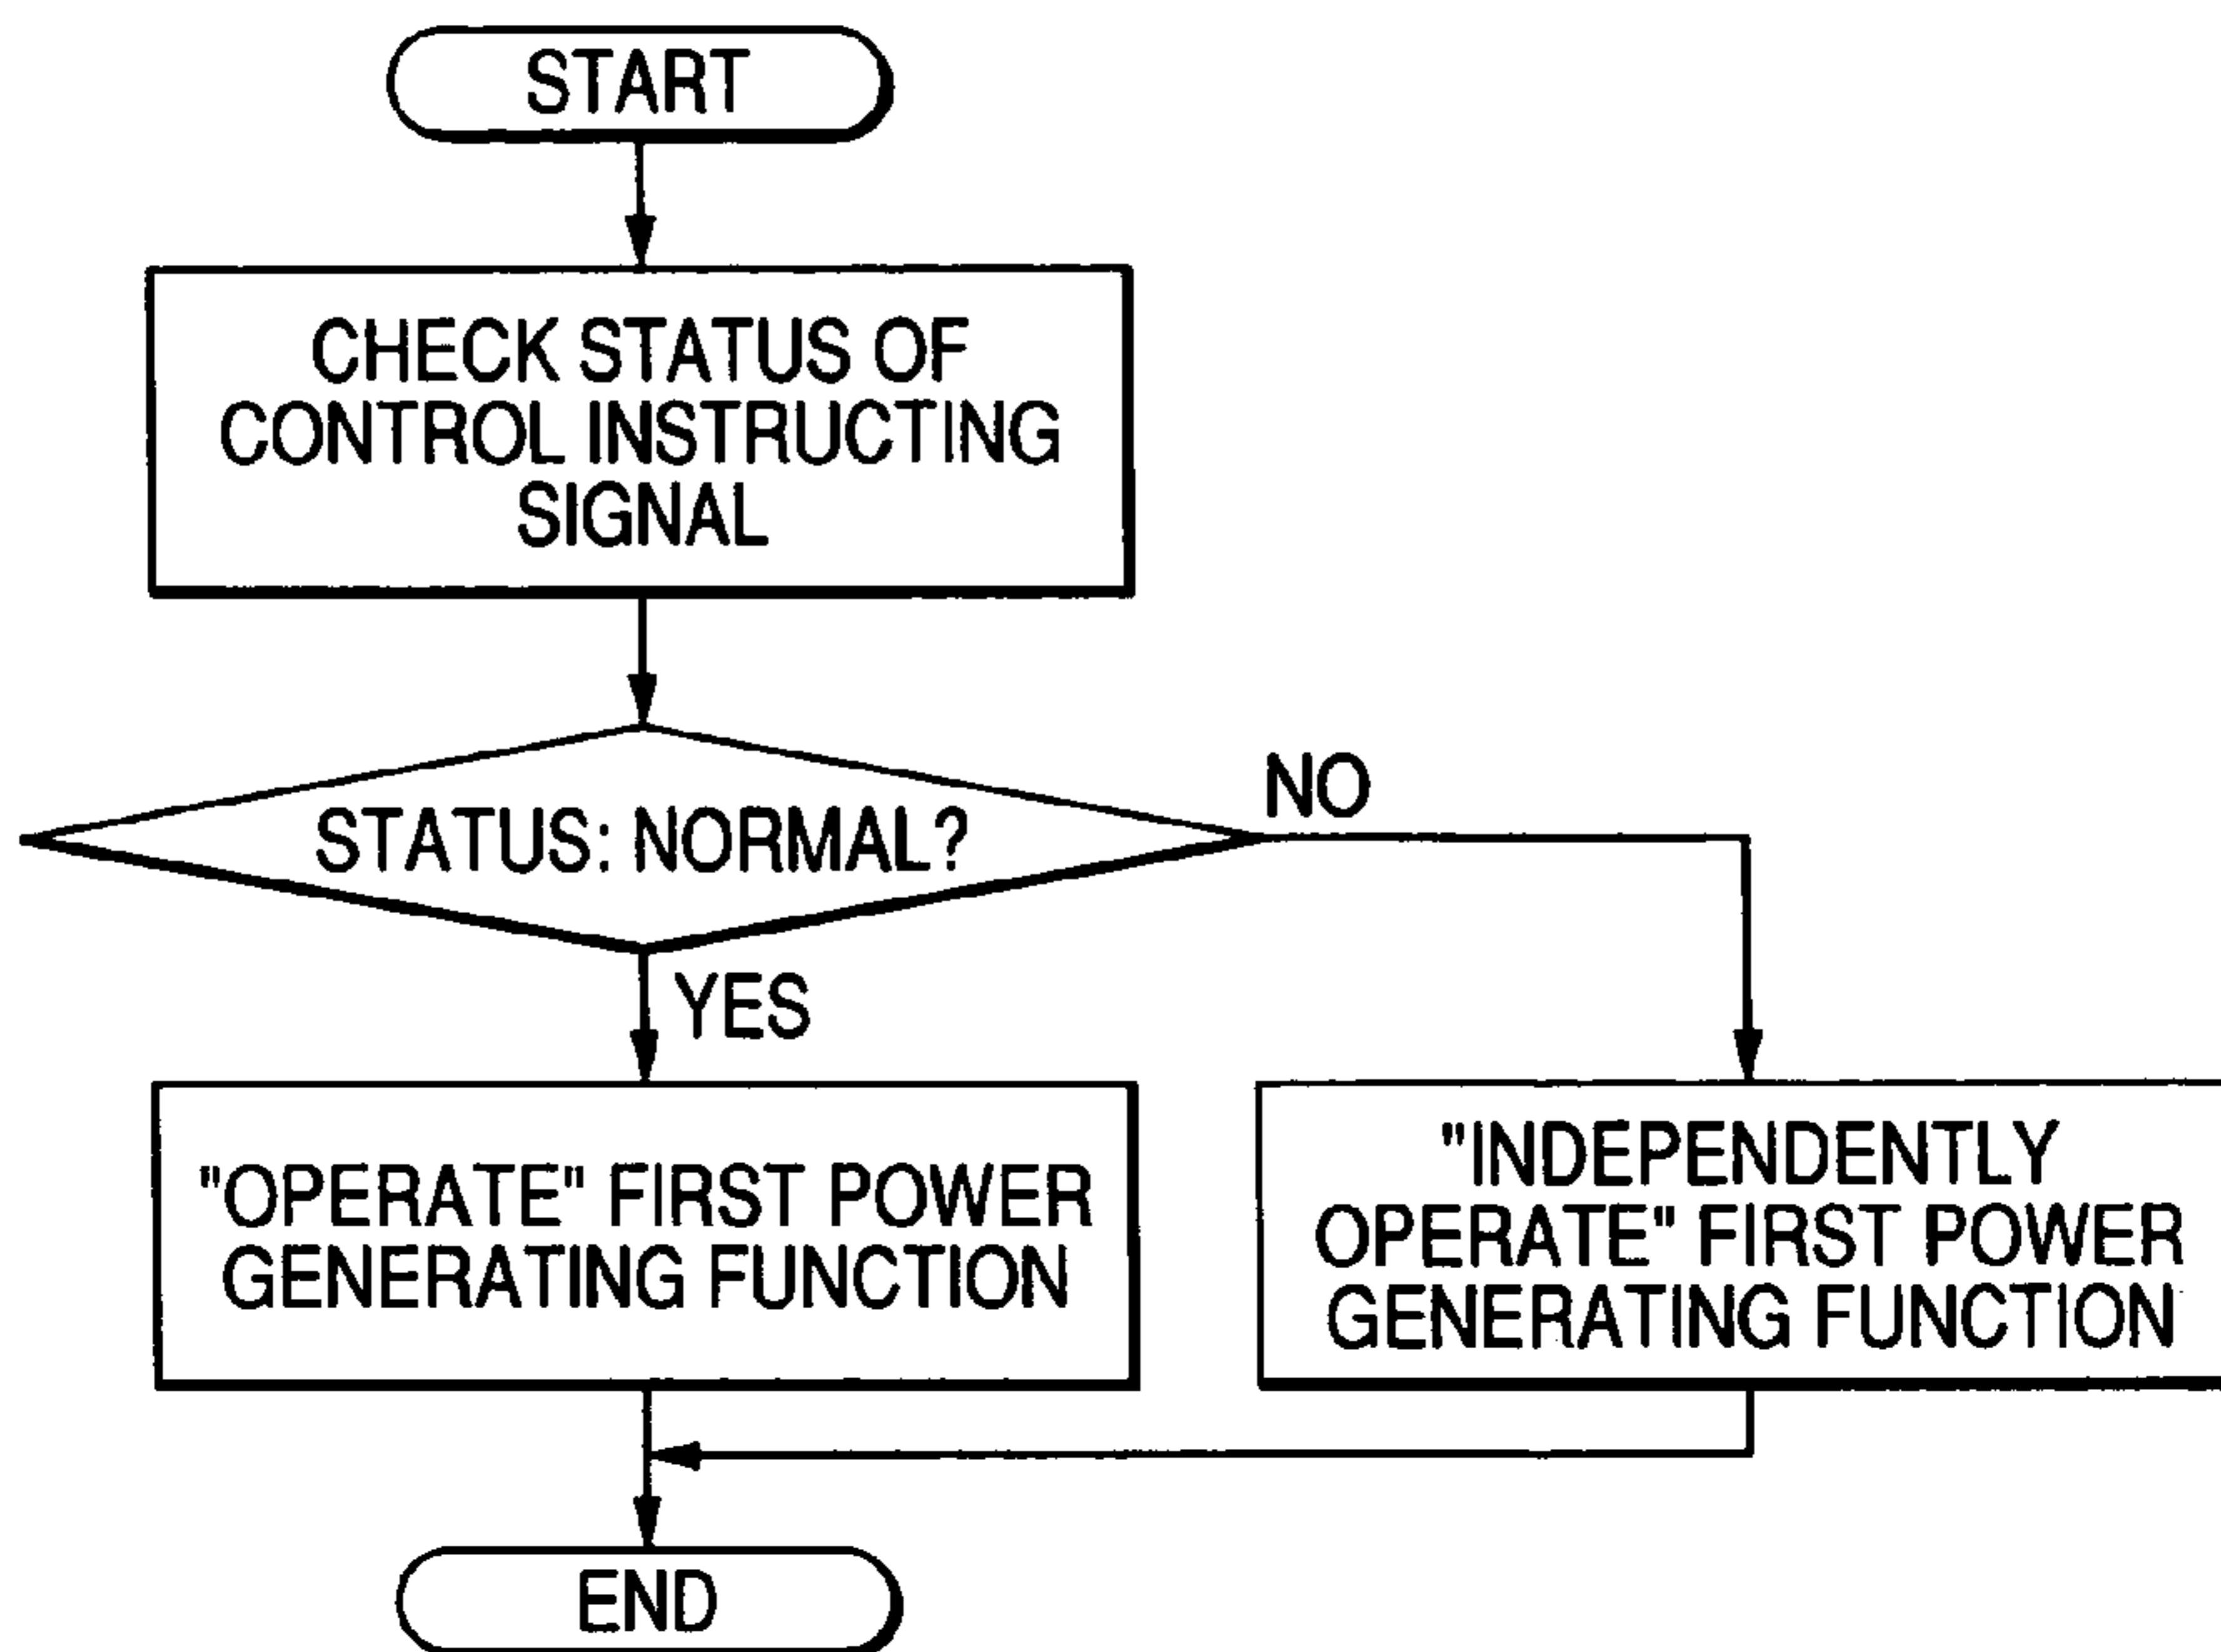 START
CHECK STATUS OF
CONTROL INSTRUCTING
SIGNAL
STATUS: NORMAL?
NO
YES
"OPERATE" FIRST POWER
GENERATING FUNCTION
"INDEPENDENTLY
OPERATE" FIRST POWER
GENERATING FUNCTION
END